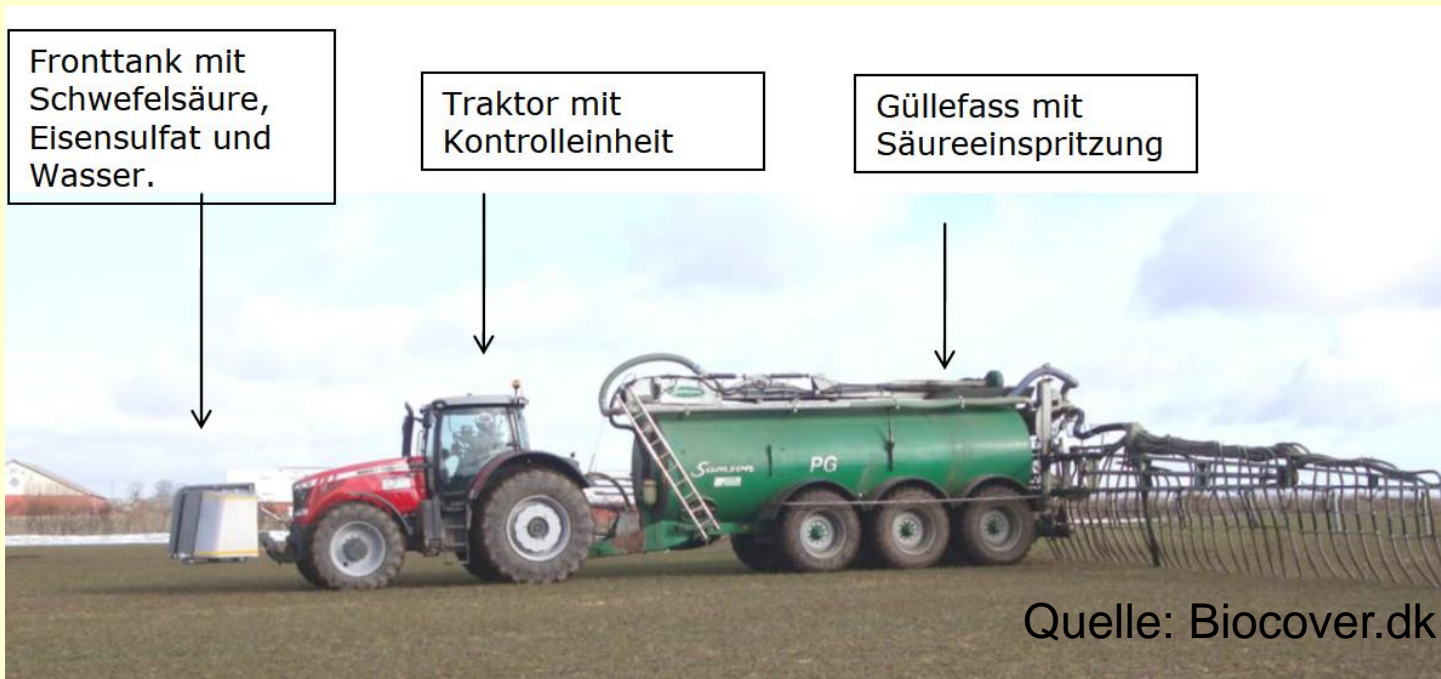 Fronttank mit
Schwefelsäure,
Eisensulfat und
Wasser.
Traktor mit
Kontrolleinheit
Güllefass mit
Säureeinspritzung
Samson
PG
Quelle: Biocover.dk